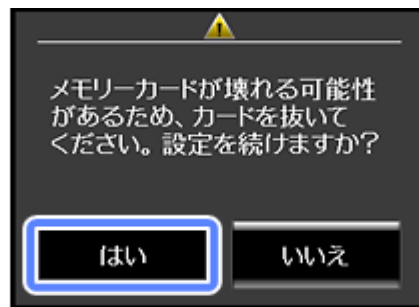 メモリーカードが壊れる可能性
があるため、カードを抜いて
ください。設定を続けますか?
はい
いいえ